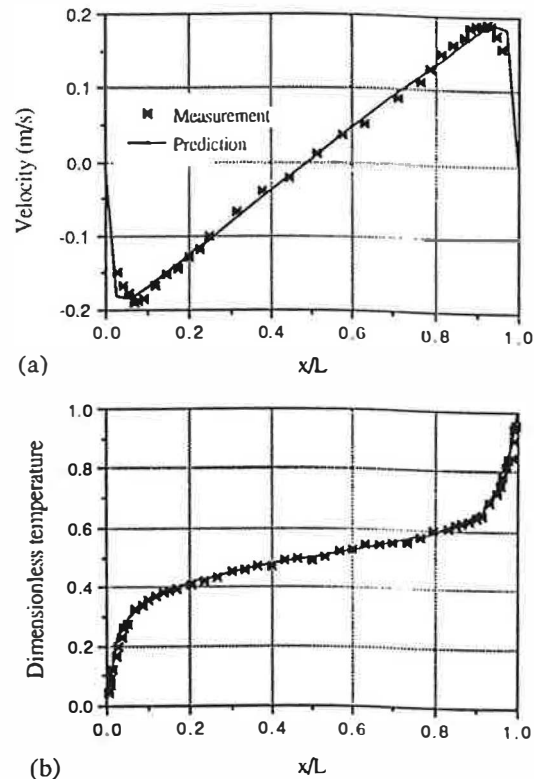 0.2
0.1
0.0
-0.1
-0.2
Velocity (m/s)
Measurement
Prediction
0.0 0.2 0.4 0.6 0.8 1.0
x/L
(a)
1.0
0.8
0.6
0.4
0.2
0.0
Dimensionless temperature
0.0 0.2 0.4 0.6 0.8 1.0
x/L
(b)